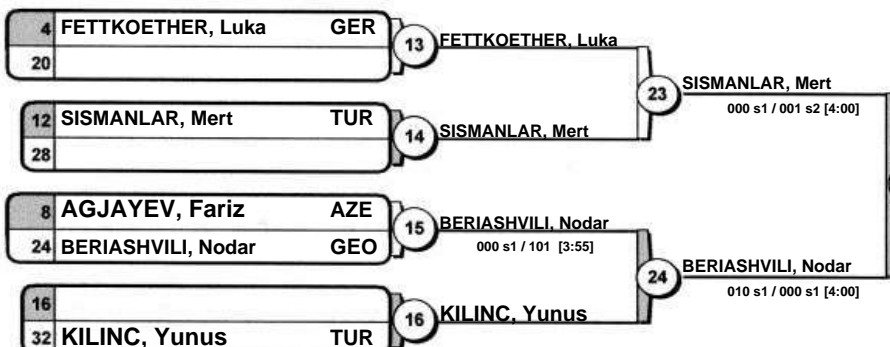 4 FETTKOETHER, Luka GER
20
13 FETTKOETHER, Luka
12 SISMANLAR, Mert TUR
28
14 SISMANLAR, Mert
23 SISMANLAR, Mert
000 s1 / 001 s2 [4:00]
8 AGJAYEV, Fariz AZE
24 BERIASHVILI, Nodar GEO
15 BERIASHVILI, Nodar
000 s1 / 101 [3:55]
16
32 KILINC, Yunus TUR
16 KILINC, Yunus
24 BERIASHVILI, Nodar
010 s1 / 000 s1 [4:00]